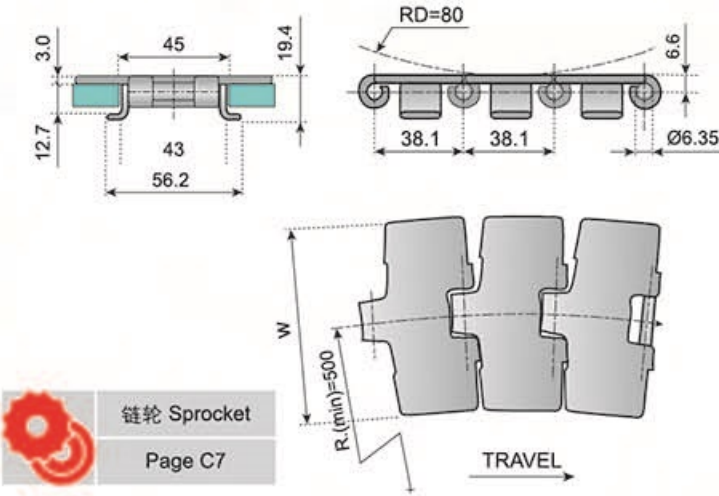 RD=80
45
19.4
3.0
6.6
12.7
38.1
38.1
Ø6.35
43
56.2
W
R.(min)=500
链轮 Sprocket
Page C7
TRAVEL